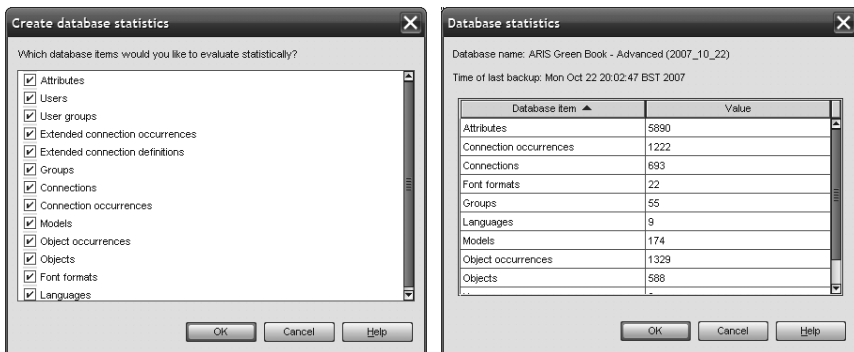 Create database statistics
Which database items would you like to evaluate statistically?
Attributes
Users
User groups
Extended connection occurrences
Extended connection definitions
Groups
Connections
Connection occurrences
Models
Object occurrences
Objects
Font formats
Languages
OK Cancel Help
Database statistics
Database name: ARIS Green Book - Advanced (2007_10_22)
Time of last backup: Mon Oct 22 20:02:47 BST 2007
Database item Value
Attributes 5890
Connection occurrences 1222
Connections 693
Font formats 22
Groups 55
Languages 9
Models 174
Object occurrences 1329
Objects 588
OK Cancel Help